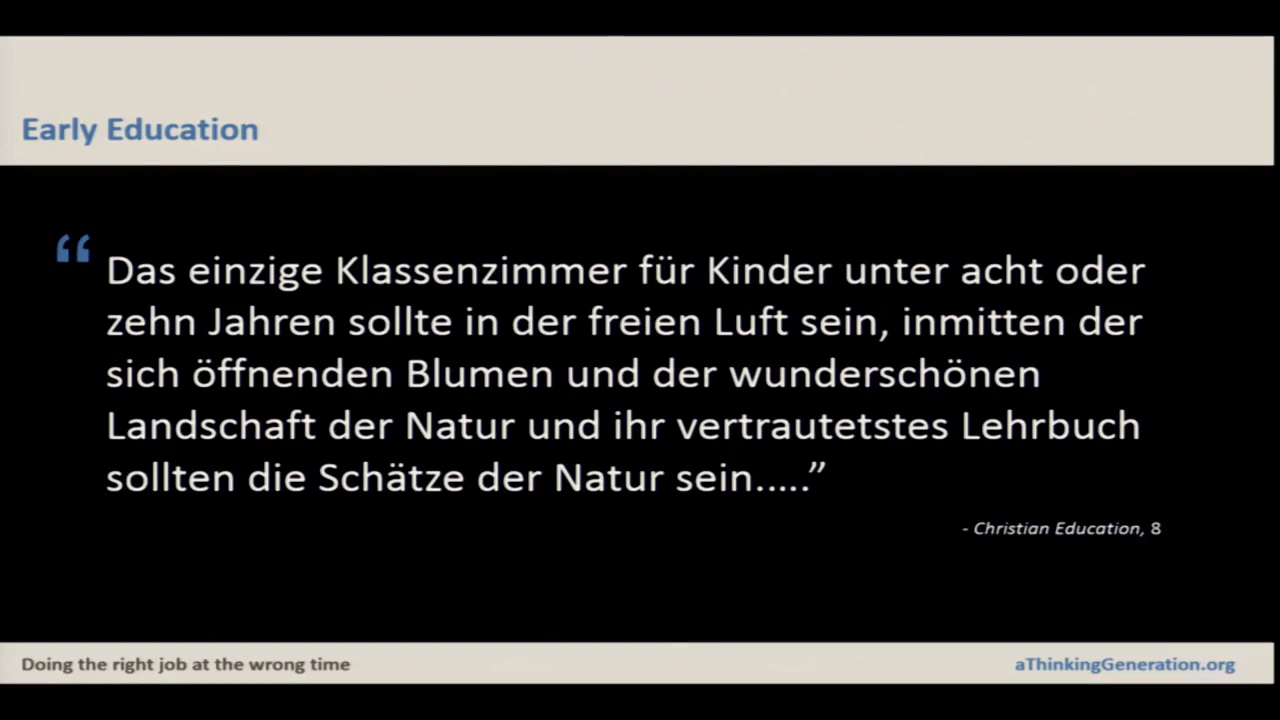 Early Education
“ Das einzige Klassenzimmer für Kinder unter acht oder
zehn Jahren sollte in der freien Luft sein, inmitten der
sich öffnenden Blumen und der wunderschönen
Landschaft der Natur und ihr vertrautetstes Lehrbuch
sollten die Schätze der Natur sein.....”
- Christian Education, 8
Doing the right job at the wrong time
aThinkingGeneration.org